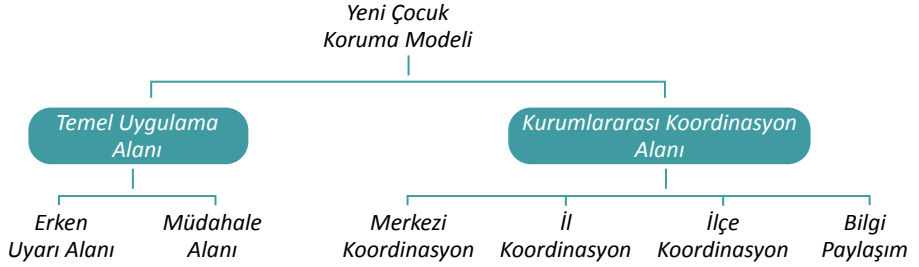 Yeni Çocuk
Koruma Modeli
Temel Uygulama
Alanı
Kurumlararası Koordinasyon
Alanı
Erken
Uyarı Alanı
Müdahale
Alanı
Merkezi
Koordinasyon
İl
Koordinasyon
İlçe
Koordinasyon
Bilgi
Paylaşım